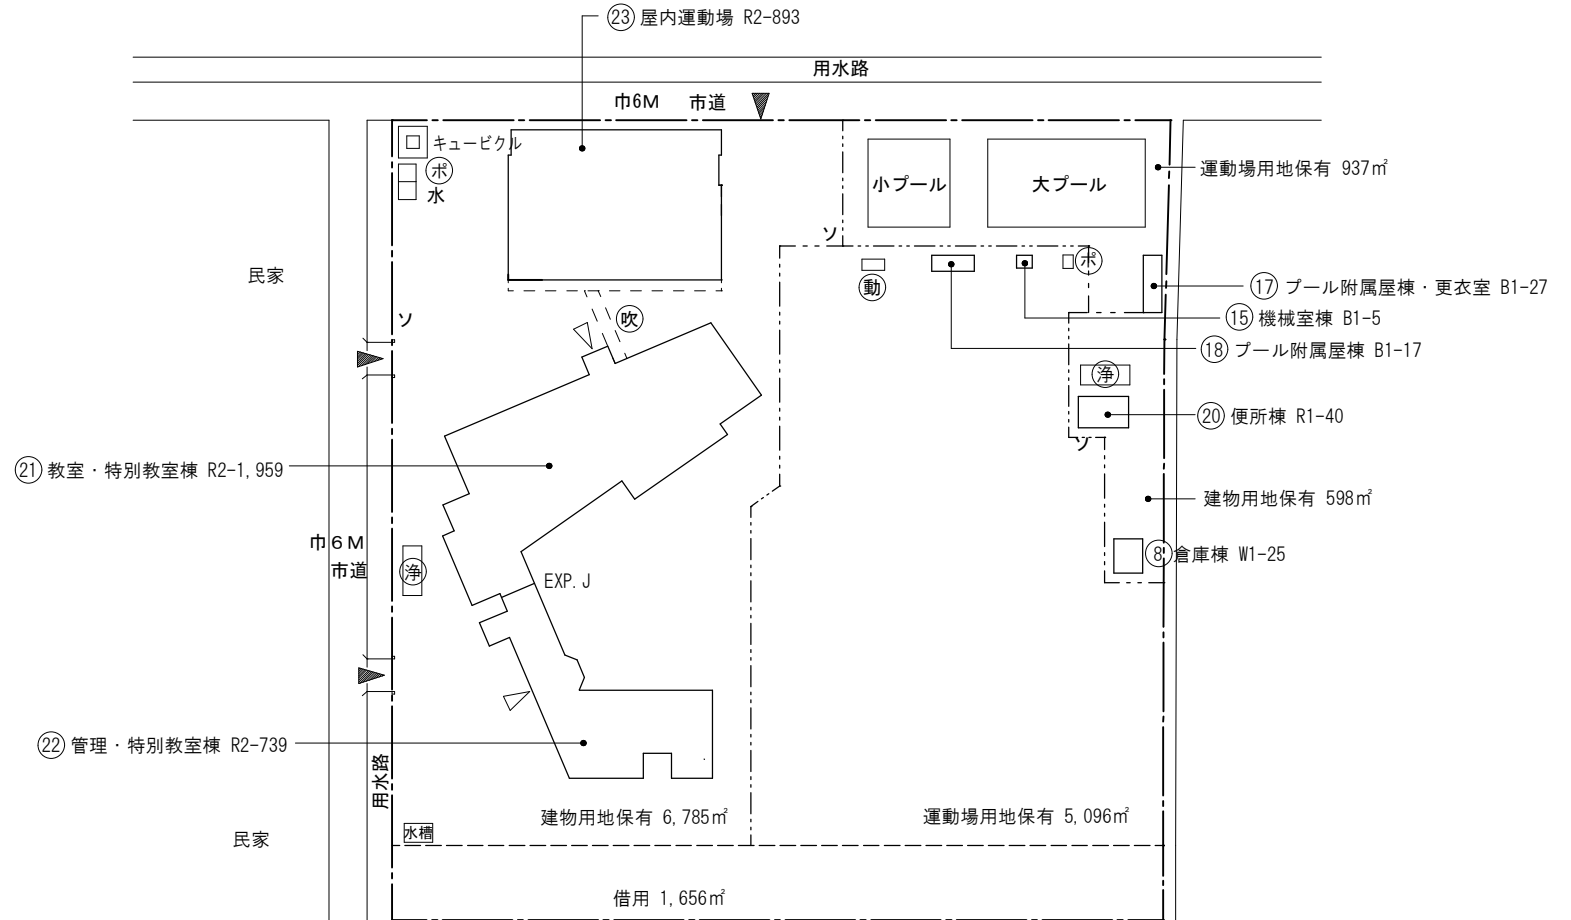 ㉓ 屋内運動場 R2-893
用水路
巾6M 市道
キュービクル
ポ
水
小プール
大プール
運動場用地保有 937㎡
ソ
民家
動
ポ
⑰ プール附属屋棟・更衣室 B1-27
ソ
吹
⑮ 機械室棟 B1-5
⑱ プール附属屋棟 B1-17
浄
⑳ 便所棟 R1-40
ソ
㉑ 教室・特別教室棟 R2-1,959
建物用地保有 598㎡
巾6M
市道
浄
EXP.J
⑧ 倉庫棟 W1-25
㉒ 管理・特別教室棟 R2-739
用水路
建物用地保有 6,785㎡
運動場用地保有 5,096㎡
水槽
民家
借用 1,656㎡